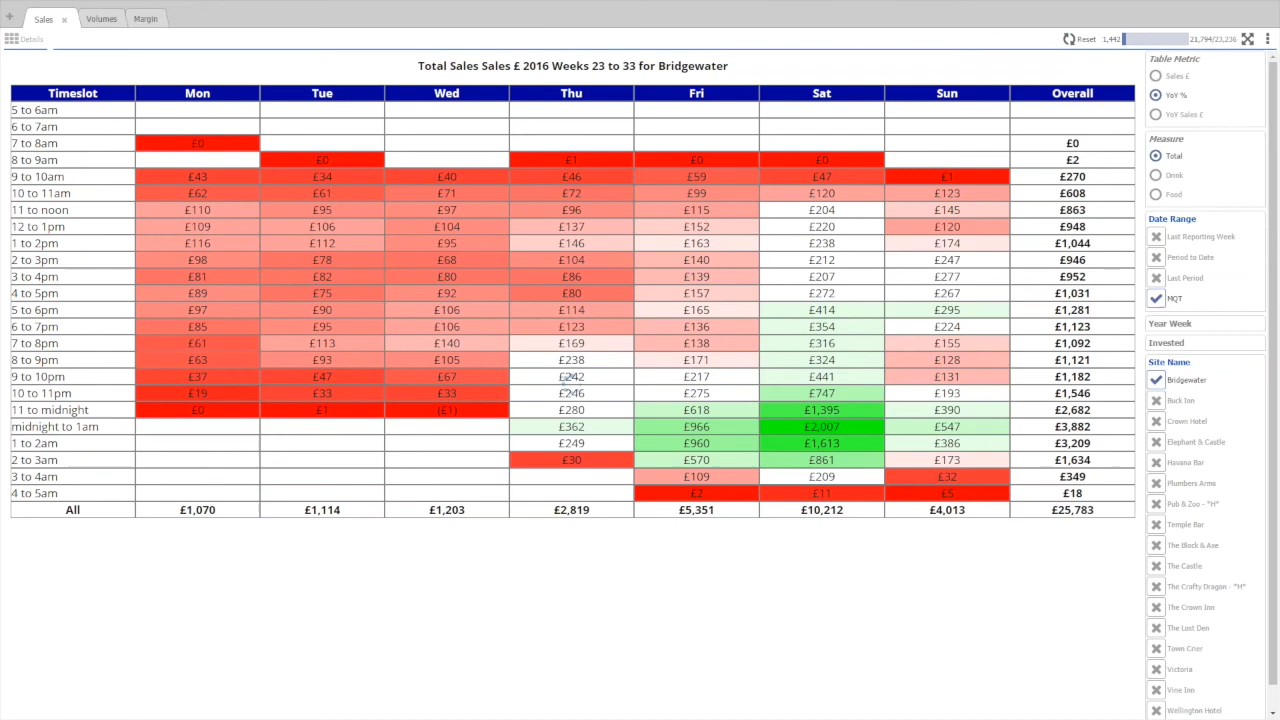 + Sales × Volumes Margin
Details Reset 1,442 21,794/23,236
Total Sales Sales £ 2016 Weeks 23 to 33 for Bridgewater
Timeslot Mon Tue Wed Thu Fri Sat Sun Overall
5 to 6am
6 to 7am
7 to 8am £0 £0
8 to 9am £0 £1 £0 £0 £2
9 to 10am £43 £34 £40 £46 £59 £47 £1 £270
10 to 11am £62 £61 £71 £72 £99 £120 £123 £608
11 to noon £110 £95 £97 £96 £115 £204 £145 £863
12 to 1pm £109 £106 £104 £137 £152 £220 £120 £948
1 to 2pm £116 £112 £95 £146 £163 £238 £174 £1,044
2 to 3pm £98 £78 £68 £104 £140 £212 £247 £946
3 to 4pm £81 £82 £80 £86 £139 £207 £277 £952
4 to 5pm £89 £75 £92 £80 £157 £272 £267 £1,031
5 to 6pm £97 £90 £106 £114 £165 £414 £295 £1,281
6 to 7pm £85 £95 £106 £123 £136 £354 £224 £1,123
7 to 8pm £61 £113 £140 £169 £138 £316 £155 £1,092
8 to 9pm £63 £93 £105 £238 £171 £324 £128 £1,121
9 to 10pm £37 £47 £67 £242 £217 £441 £131 £1,182
10 to 11pm £19 £33 £33 £246 £275 £747 £193 £1,546
11 to midnight £0 £1 (£1) £280 £618 £1,395 £390 £2,682
midnight to 1am £362 £966 £2,007 £547 £3,882
1 to 2am £249 £960 £1,613 £386 £3,209
2 to 3am £30 £570 £861 £173 £1,634
3 to 4am £109 £209 £32 £349
4 to 5am £2 £11 £5 £18
All £1,070 £1,114 £1,203 £2,819 £5,351 £10,212 £4,013 £25,783
Table Metric
Sales £
YoY %
YoY Sales £
Measure
Total
Drink
Food
Date Range
Last Reporting Week
Period to Date
Last Period
MQT
Year Week
Invested
Site Name
Bridgewater
Buck Inn
Crown Hotel
Elephant & Castle
Havana Bar
Plumbers Arms
Pub & Zoo - *H*
Temple Bar
The Block & Axe
The Castle
The Crafty Dragon - *H*
The Crown Inn
The Last Den
Town Crier
Victoria
Vine Inn
Wellington Hotel